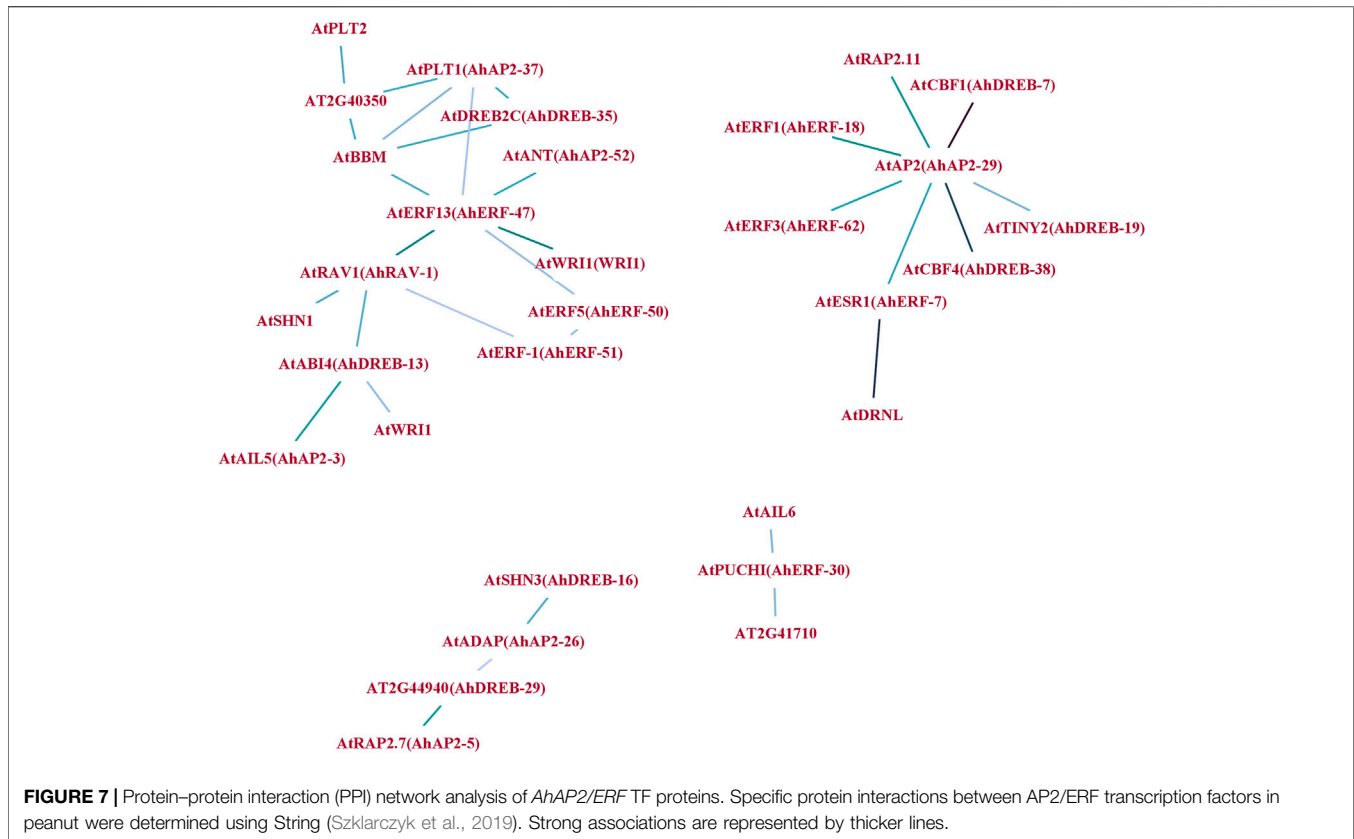 AtPLT2
AtPLT1(AhAP2-37)
AT2G40350
AtDREB2C(AhDREB-35)
AtBBM
AtANT(AhAP2-52)
AtERF13(AhERF-47)
AtWRI1(WRI1)
AtRAV1(AhRAV-1)
AtERF5(AhERF-50)
AtSHN1
AtERF-1(AhERF-51)
AtABI4(AhDREB-13)
AtWRI1
AtAIL5(AhAP2-3)
AtRAP2.11
AtCBF1(AhDREB-7)
AtERF1(AhERF-18)
AtAP2(AhAP2-29)
AtERF3(AhERF-62)
AtTINY2(AhDREB-19)
AtCBF4(AhDREB-38)
AtESR1(AhERF-7)
AtDRNL
AtAIL6
AtPUCHI(AhERF-30)
AT2G41710
AtSHN3(AhDREB-16)
AtADAP(AhAP2-26)
AT2G44940(AhDREB-29)
AtRAP2.7(AhAP2-5)
FIGURE 7 | Protein–protein interaction (PPI) network analysis of AhAP2/ERF TF proteins. Specific protein interactions between AP2/ERF transcription factors in
peanut were determined using String (Szklarczyk et al., 2019). Strong associations are represented by thicker lines.